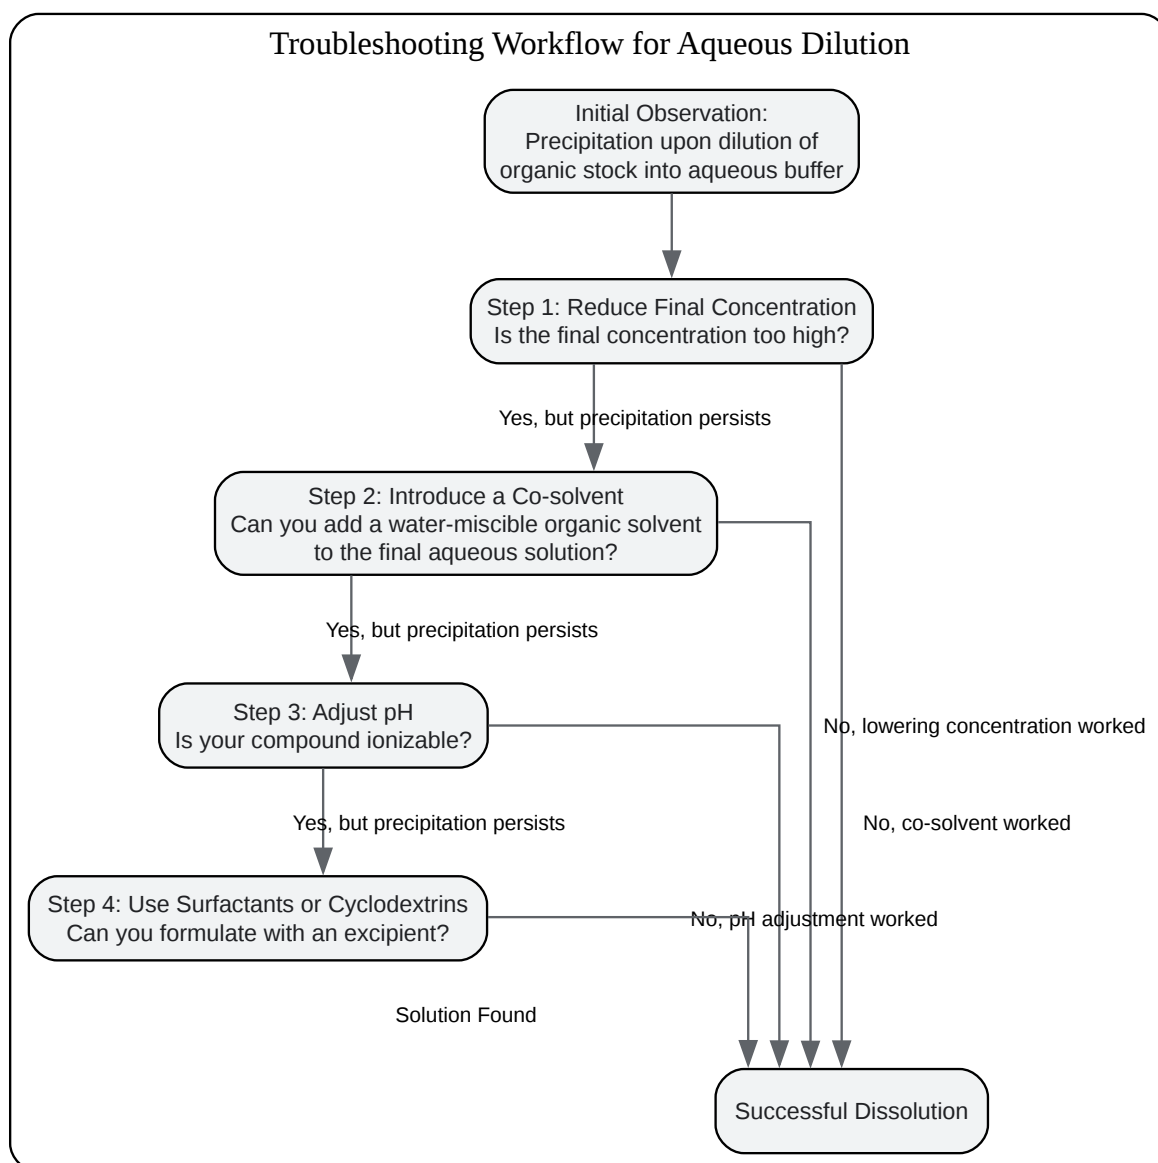 Troubleshooting Workflow for Aqueous Dilution
Initial Observation:
Precipitation upon dilution of
organic stock into aqueous buffer
Step 1: Reduce Final Concentration
Is the final concentration too high?
Yes, but precipitation persists
Step 2: Introduce a Co-solvent
Can you add a water-miscible organic solvent
to the final aqueous solution?
Yes, but precipitation persists
Step 3: Adjust pH
Is your compound ionizable?
No, lowering concentration worked
Yes, but precipitation persists
No, co-solvent worked
Step 4: Use Surfactants or Cyclodextrins
Can you formulate with an excipient?
No, pH adjustment worked
Solution Found
Successful Dissolution